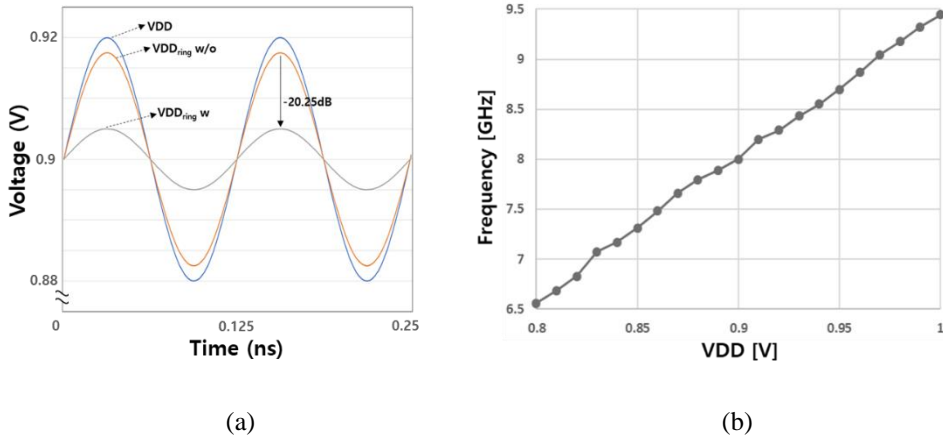 0.92
0.9
0.88
Voltage (V)
VDD
VDDring w/o
VDDring w
-20.25dB
0
0.125
0.25
Time (ns)
(a)
9.5
9
8.5
8
7.5
7
6.5
Frequency [GHz]
0.8
0.85
0.9
0.95
1
VDD [V]
(b)